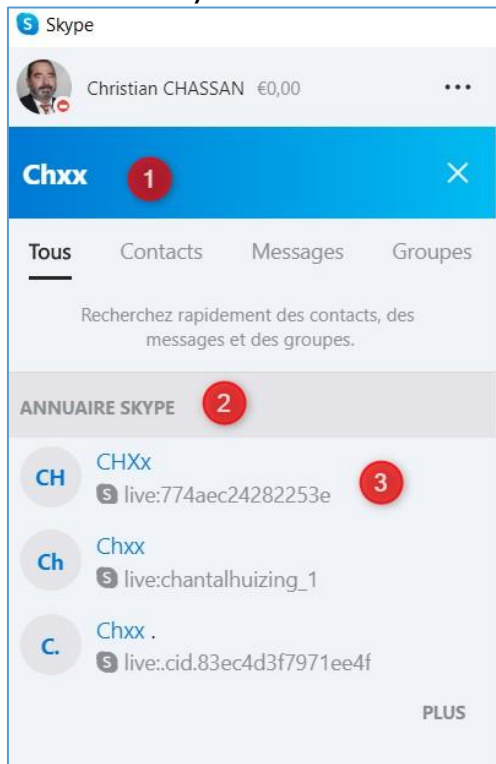 Skype
Christian CHASSAN €0,00
Chxx 1
Tous Contacts Messages Groupes
Recherchez rapidement des contacts, des
messages et des groupes.
ANNUAIRE SKYPE 2
CH CHXx
live:774aec24282253e 3
Ch Chxx
live:chantalhuizing_1
C. Chxx .
live:.cid.83ec4d3f7971ee4f
PLUS